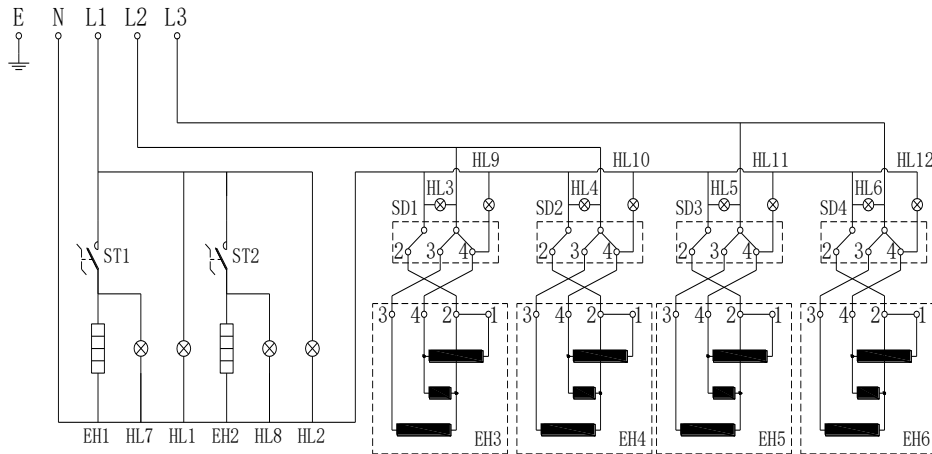 E N L1 L2 L3
HL9 HL10 HL11 HL12
HL3 HL4 HL5 HL6
SD1 SD2 SD3 SD4
ST1 ST2
2 3 4 2 3 4 2 3 4 2 3 4
3 4 2 1 3 4 2 1 3 4 2 1 3 4 2 1
EH1 HL7 HL1 EH2 HL8 HL2 EH3 EH4 EH5 EH6